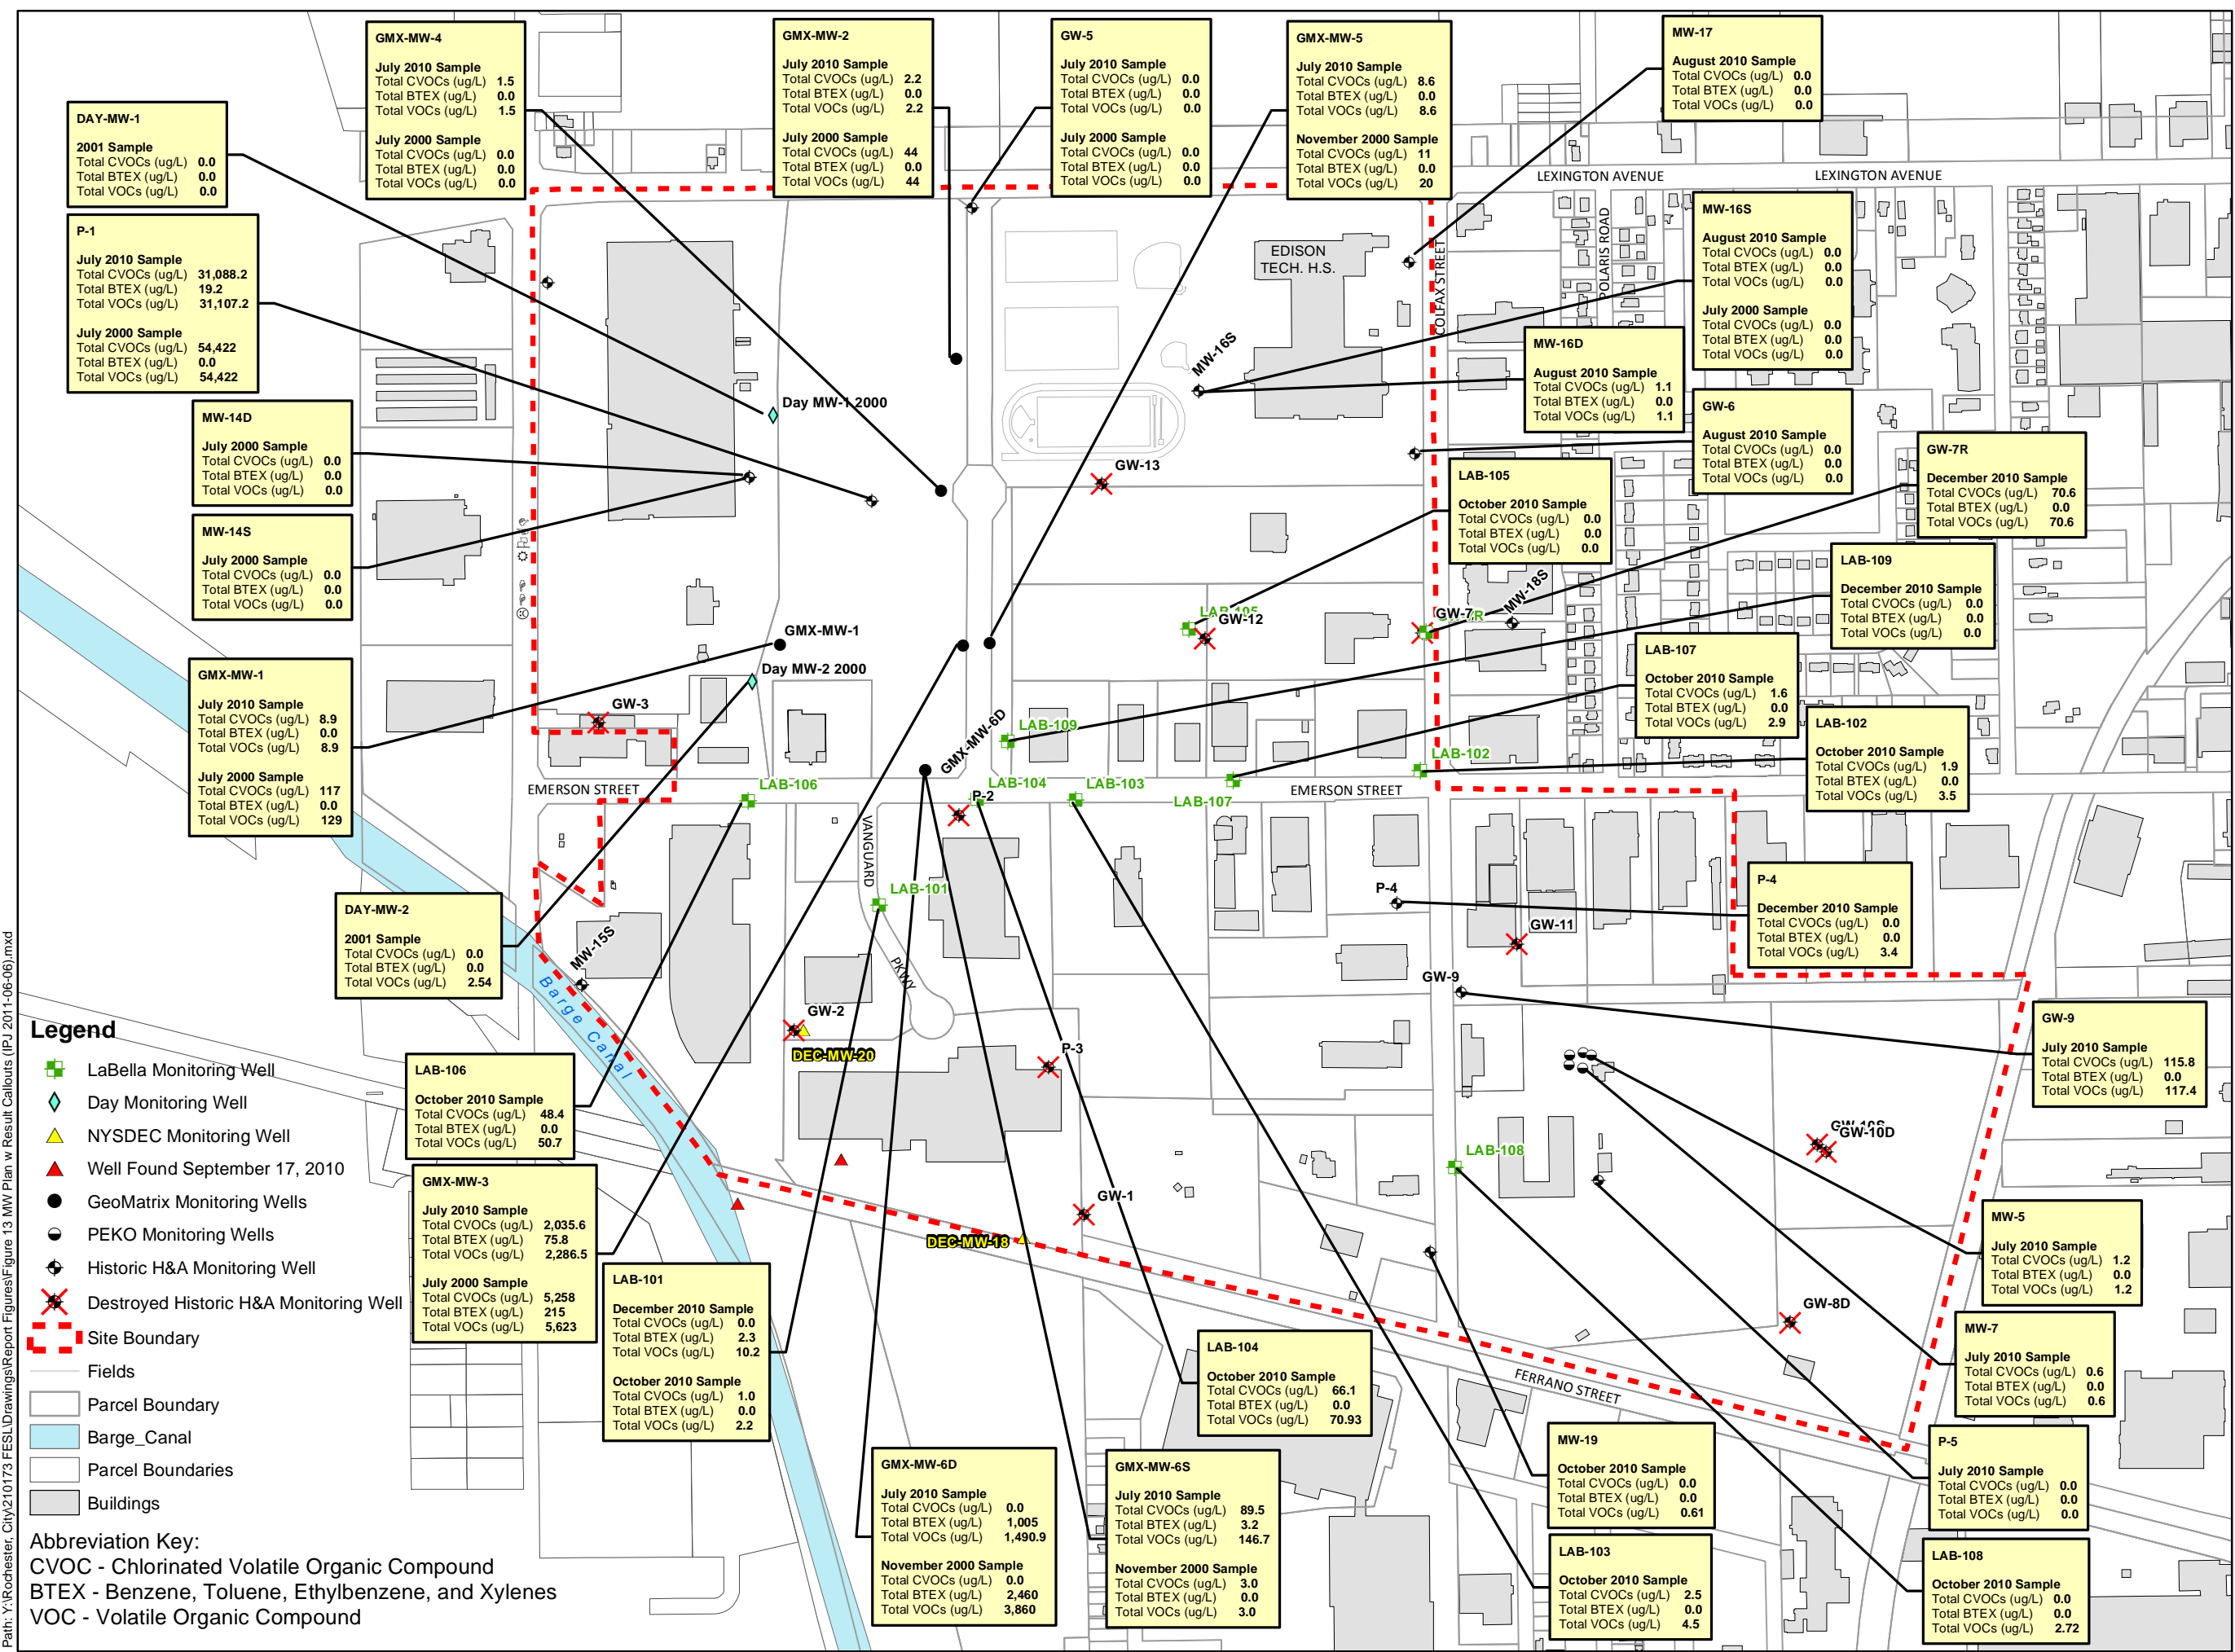 GMX-MW-4
July 2010 Sample
Total CVOCs (ug/L) 1.5
Total BTEX (ug/L) 0.0
Total VOCs (ug/L) 1.5
July 2000 Sample
Total CVOCs (ug/L) 0.0
Total BTEX (ug/L) 0.0
Total VOCs (ug/L) 0.0
GMX-MW-2
July 2010 Sample
Total CVOCs (ug/L) 2.2
Total BTEX (ug/L) 0.0
Total VOCs (ug/L) 2.2
July 2000 Sample
Total CVOCs (ug/L) 44
Total BTEX (ug/L) 0.0
Total VOCs (ug/L) 44
GW-5
July 2010 Sample
Total CVOCs (ug/L) 0.0
Total BTEX (ug/L) 0.0
Total VOCs (ug/L) 0.0
July 2000 Sample
Total CVOCs (ug/L) 0.0
Total BTEX (ug/L) 0.0
Total VOCs (ug/L) 0.0
GMX-MW-5
July 2010 Sample
Total CVOCs (ug/L) 8.6
Total BTEX (ug/L) 0.0
Total VOCs (ug/L) 8.6
November 2000 Sample
Total CVOCs (ug/L) 11
Total BTEX (ug/L) 0.0
Total VOCs (ug/L) 20
MW-17
August 2010 Sample
Total CVOCs (ug/L) 0.0
Total BTEX (ug/L) 0.0
Total VOCs (ug/L) 0.0
DAY-MW-1
2001 Sample
Total CVOCs (ug/L) 0.0
Total BTEX (ug/L) 0.0
Total VOCs (ug/L) 0.0
P-1
July 2010 Sample
Total CVOCs (ug/L) 31,088.2
Total BTEX (ug/L) 19.2
Total VOCs (ug/L) 31,107.2
July 2000 Sample
Total CVOCs (ug/L) 54,422
Total BTEX (ug/L) 0.0
Total VOCs (ug/L) 54,422
LEXINGTON AVENUE
LEXINGTON AVENUE
MW-16S
August 2010 Sample
Total CVOCs (ug/L) 0.0
Total BTEX (ug/L) 0.0
Total VOCs (ug/L) 0.0
July 2000 Sample
Total CVOCs (ug/L) 0.0
Total BTEX (ug/L) 0.0
Total VOCs (ug/L) 0.0
EDISON
TECH. H.S.
COLFAX STREET
POLARIS ROAD
MW-16S
MW-16D
August 2010 Sample
Total CVOCs (ug/L) 1.1
Total BTEX (ug/L) 0.0
Total VOCs (ug/L) 1.1
GW-6
August 2010 Sample
Total CVOCs (ug/L) 0.0
Total BTEX (ug/L) 0.0
Total VOCs (ug/L) 0.0
MW-14D
July 2000 Sample
Total CVOCs (ug/L) 0.0
Total BTEX (ug/L) 0.0
Total VOCs (ug/L) 0.0
Day MW-1 2000
GW-13
LAB-105
October 2010 Sample
Total CVOCs (ug/L) 0.0
Total BTEX (ug/L) 0.0
Total VOCs (ug/L) 0.0
GW-7R
December 2010 Sample
Total CVOCs (ug/L) 70.6
Total BTEX (ug/L) 0.0
Total VOCs (ug/L) 70.6
MW-14S
July 2000 Sample
Total CVOCs (ug/L) 0.0
Total BTEX (ug/L) 0.0
Total VOCs (ug/L) 0.0
LAB-109
December 2010 Sample
Total CVOCs (ug/L) 0.0
Total BTEX (ug/L) 0.0
Total VOCs (ug/L) 0.0
MW-18S
LAB-105
GW-12
GW-7
GMX-MW-1
Day MW-2 2000
GW-3
GMX-MW-1
July 2010 Sample
Total CVOCs (ug/L) 8.9
Total BTEX (ug/L) 0.0
Total VOCs (ug/L) 8.9
July 2000 Sample
Total CVOCs (ug/L) 117
Total BTEX (ug/L) 0.0
Total VOCs (ug/L) 129
LAB-107
October 2010 Sample
Total CVOCs (ug/L) 1.6
Total BTEX (ug/L) 0.0
Total VOCs (ug/L) 2.9
LAB-102
October 2010 Sample
Total CVOCs (ug/L) 1.9
Total BTEX (ug/L) 0.0
Total VOCs (ug/L) 3.5
GMX-MW-6D
LAB-109
LAB-102
EMERSON STREET
LAB-106
LAB-104
LAB-103
LAB-107
EMERSON STREET
P-2
VANGUARD
PKWY
LAB-101
P-4
P-4
December 2010 Sample
Total CVOCs (ug/L) 0.0
Total BTEX (ug/L) 0.0
Total VOCs (ug/L) 3.4
GW-11
GW-9
DAY-MW-2
2001 Sample
Total CVOCs (ug/L) 0.0
Total BTEX (ug/L) 0.0
Total VOCs (ug/L) 2.54
MW-15S
Barge Canal
GW-2
DEC-MW-20
P-3
GW-9
July 2010 Sample
Total CVOCs (ug/L) 115.8
Total BTEX (ug/L) 0.0
Total VOCs (ug/L) 117.4
GW-10S
GW-10D
LAB-108
GW-1
DEC-MW-18
GW-8D
FERRANO STREET
LAB-106
October 2010 Sample
Total CVOCs (ug/L) 48.4
Total BTEX (ug/L) 0.0
Total VOCs (ug/L) 50.7
GMX-MW-3
July 2010 Sample
Total CVOCs (ug/L) 2,035.6
Total BTEX (ug/L) 75.8
Total VOCs (ug/L) 2,286.5
July 2000 Sample
Total CVOCs (ug/L) 5,258
Total BTEX (ug/L) 215
Total VOCs (ug/L) 5,623
LAB-101
December 2010 Sample
Total CVOCs (ug/L) 0.0
Total BTEX (ug/L) 2.3
Total VOCs (ug/L) 10.2
October 2010 Sample
Total CVOCs (ug/L) 1.0
Total BTEX (ug/L) 0.0
Total VOCs (ug/L) 2.2
MW-5
July 2010 Sample
Total CVOCs (ug/L) 1.2
Total BTEX (ug/L) 0.0
Total VOCs (ug/L) 1.2
MW-7
July 2010 Sample
Total CVOCs (ug/L) 0.6
Total BTEX (ug/L) 0.0
Total VOCs (ug/L) 0.6
LAB-104
October 2010 Sample
Total CVOCs (ug/L) 66.1
Total BTEX (ug/L) 0.0
Total VOCs (ug/L) 70.93
GMX-MW-6D
July 2010 Sample
Total CVOCs (ug/L) 0.0
Total BTEX (ug/L) 1,005
Total VOCs (ug/L) 1,490.9
November 2000 Sample
Total CVOCs (ug/L) 0.0
Total BTEX (ug/L) 2,460
Total VOCs (ug/L) 3,860
GMX-MW-6S
July 2010 Sample
Total CVOCs (ug/L) 89.5
Total BTEX (ug/L) 3.2
Total VOCs (ug/L) 146.7
November 2000 Sample
Total CVOCs (ug/L) 3.0
Total BTEX (ug/L) 0.0
Total VOCs (ug/L) 3.0
MW-19
October 2010 Sample
Total CVOCs (ug/L) 0.0
Total BTEX (ug/L) 0.0
Total VOCs (ug/L) 0.61
P-5
July 2010 Sample
Total CVOCs (ug/L) 0.0
Total BTEX (ug/L) 0.0
Total VOCs (ug/L) 0.0
LAB-103
October 2010 Sample
Total CVOCs (ug/L) 2.5
Total BTEX (ug/L) 0.0
Total VOCs (ug/L) 4.5
LAB-108
October 2010 Sample
Total CVOCs (ug/L) 0.0
Total BTEX (ug/L) 0.0
Total VOCs (ug/L) 2.72
Legend
LaBella Monitoring Well
Day Monitoring Well
NYSDEC Monitoring Well
Well Found September 17, 2010
GeoMatrix Monitoring Wells
PEKO Monitoring Wells
Historic H&A Monitoring Well
Destroyed Historic H&A Monitoring Well
Site Boundary
Fields
Parcel Boundary
Barge_Canal
Parcel Boundaries
Buildings
Abbreviation Key:
CVOC - Chlorinated Volatile Organic Compound
BTEX - Benzene, Toluene, Ethylbenzene, and Xylenes
VOC - Volatile Organic Compound
Path: Y:\Rochester, City\210173 FESL\Drawings\Report Figures\Figure 13 MW Plan w Result Callouts (IPJ 2011-06-06).mxd